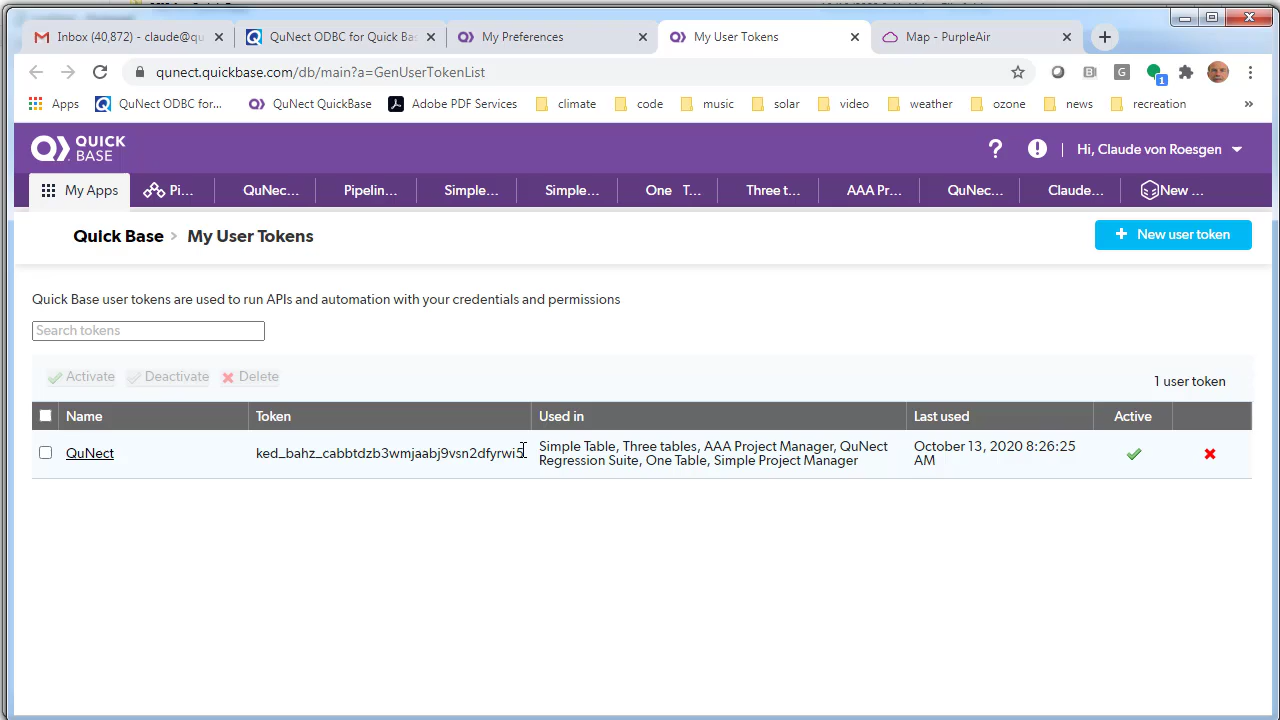 Inbox (40,872) - claude@qu
QuNect ODBC for Quick Ba
My Preferences
My User Tokens
Map - PurpleAir
qunect.quickbase.com/db/main?a=GenUserTokenList
1
Apps
QuNect ODBC for...
QuNect QuickBase
Adobe PDF Services
climate
code
music
solar
video
weather
ozone
news
recreation
»
QUICK
BASE
?
Hi, Claude von Roesgen
My Apps
Pi...
QuNec...
Pipelin...
Simple...
Simple...
One T...
Three t...
AAA Pr...
QuNec...
Claude...
New ...
Quick Base > My User Tokens
+ New user token
Quick Base user tokens are used to run APIs and automation with your credentials and permissions
Search tokens
Activate
Deactivate
Delete
1 user token
Name
Token
Used in
Last used
Active
QuNect
ked_bahz_cabbtdzb3wmjaabj9vsn2dfyrwi5
Simple Table, Three tables, AAA Project Manager, QuNect
Regression Suite, One Table, Simple Project Manager
October 13, 2020 8:26:25
AM